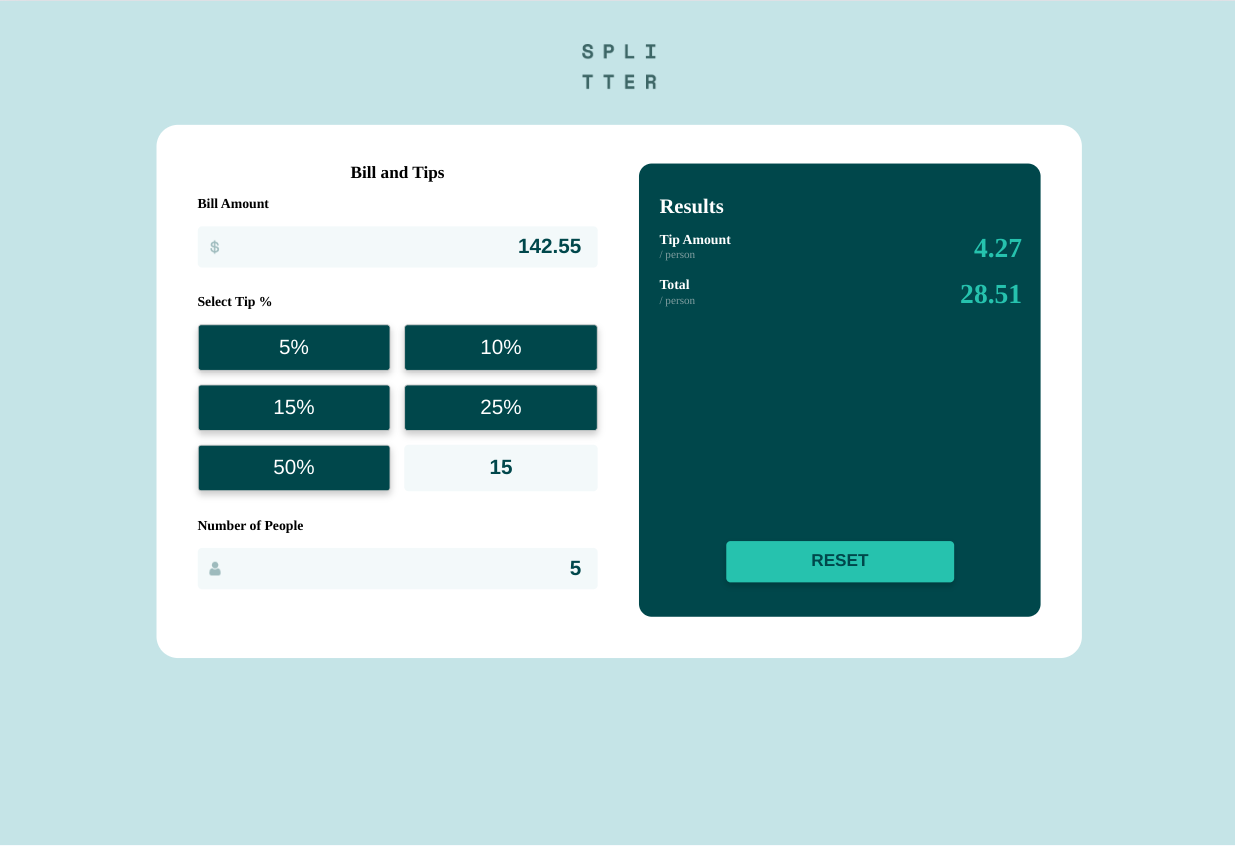 SPLI
TTER
Bill and Tips
Bill Amount
$ 142.55
Select Tip %
5% 10%
15% 25%
50% 15
Number of People
5
Results
Tip Amount
/ person
4.27
Total
/ person
28.51
RESET